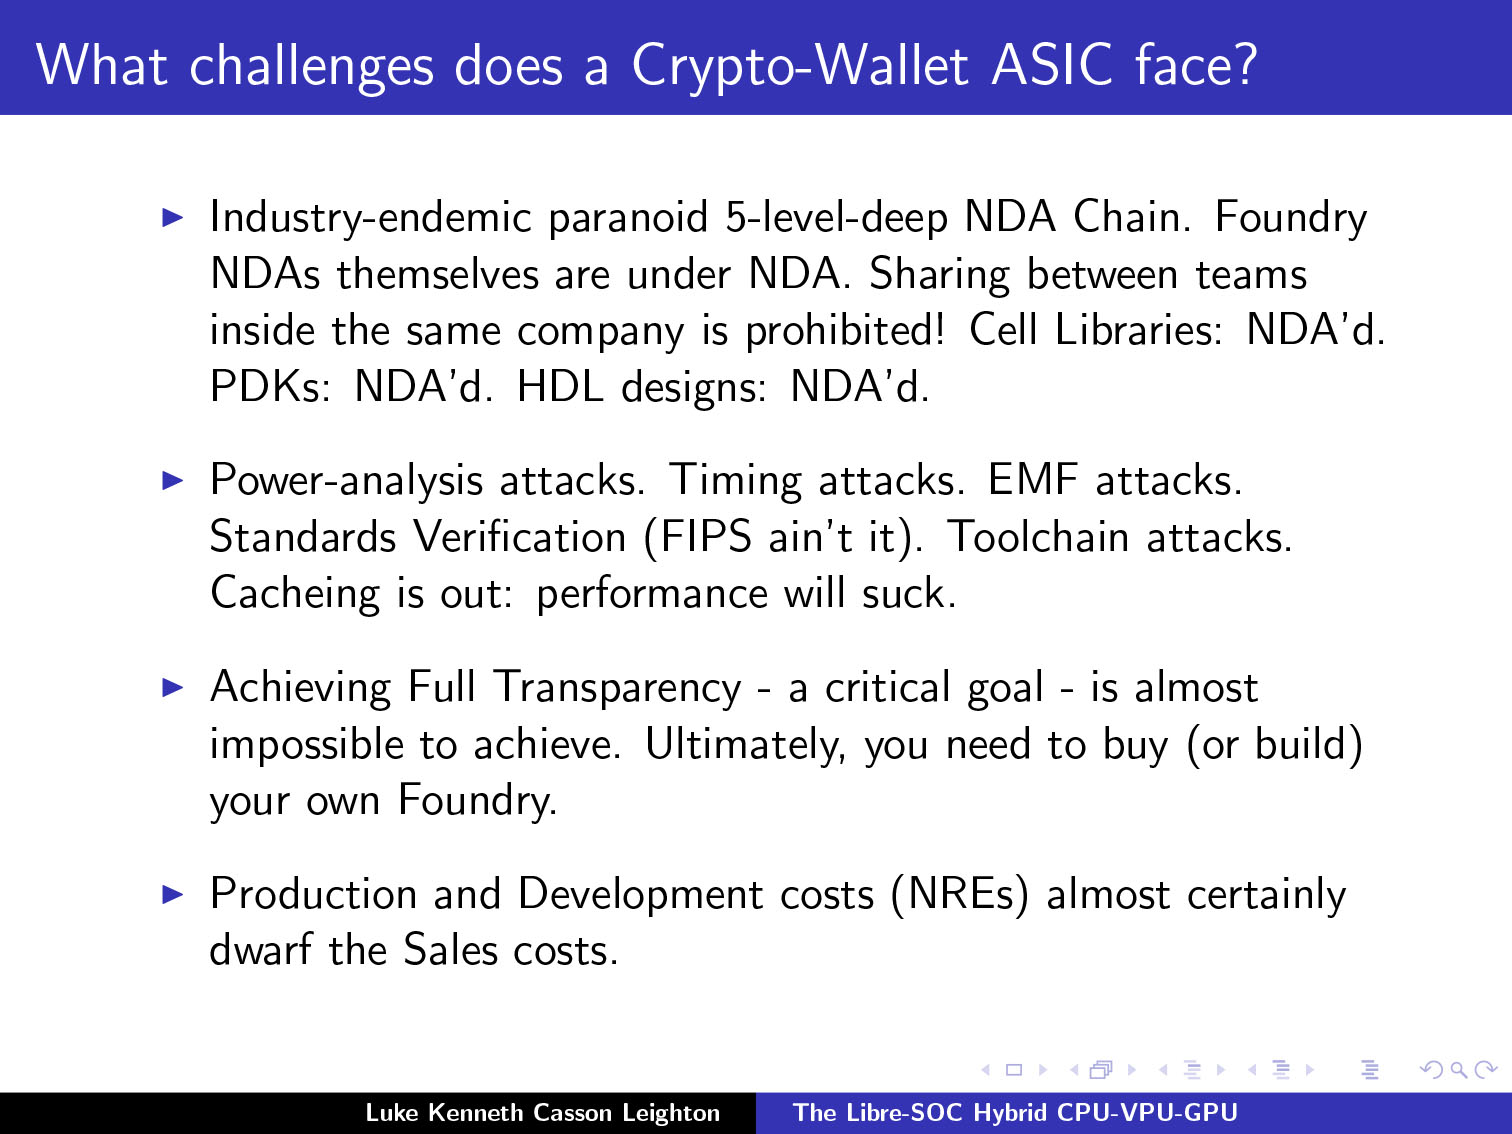 What challenges does a Crypto-Wallet ASIC face?
Industry-endemic paranoid 5-level-deep NDA Chain. Foundry
NDAs themselves are under NDA. Sharing between teams
inside the same company is prohibited! Cell Libraries: NDA'd.
PDKs: NDA'd. HDL designs: NDA'd.
Power-analysis attacks. Timing attacks. EMF attacks.
Standards Verification (FIPS ain't it). Toolchain attacks.
Cacheing is out: performance will suck.
Achieving Full Transparency - a critical goal - is almost
impossible to achieve. Ultimately, you need to buy (or build)
your own Foundry.
Production and Development costs (NREs) almost certainly
dwarf the Sales costs.
Luke Kenneth Casson Leighton
The Libre-SOC Hybrid CPU-VPU-GPU